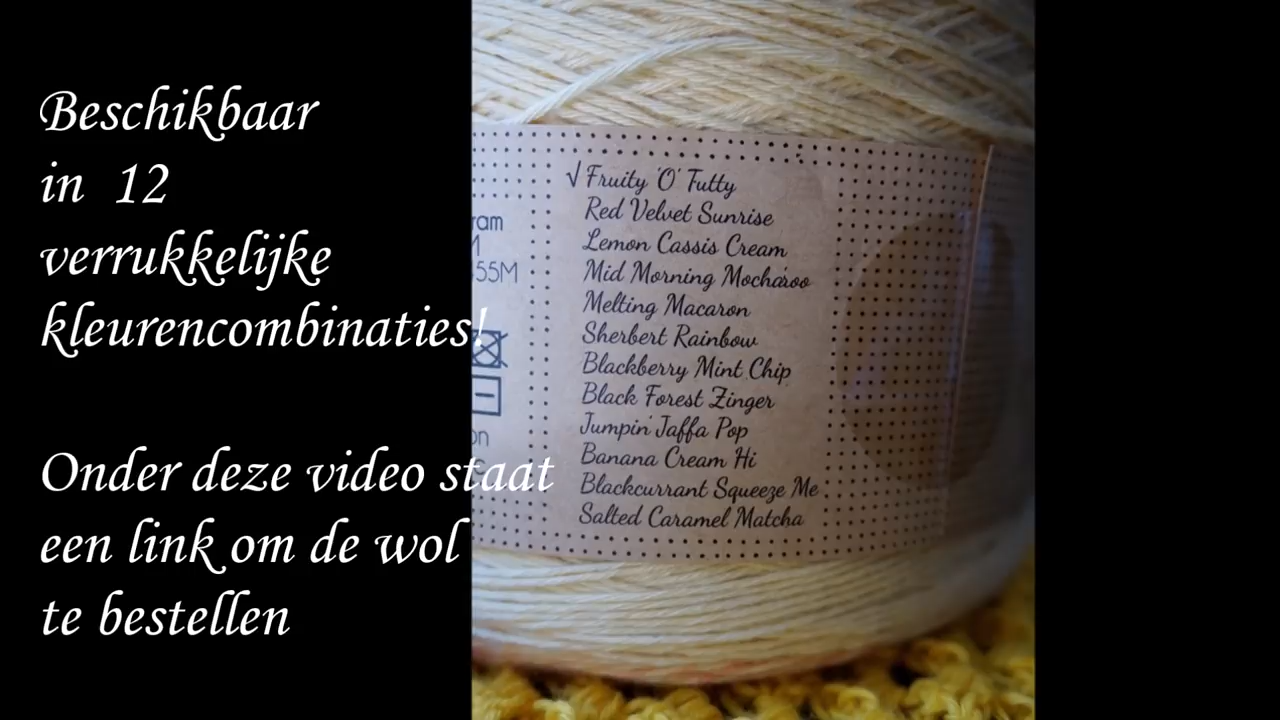 Beschikbaar
in 12
verrukkelijke
kleurencombinaties!
Onder deze video staat
een link om de wol
te bestellen
√ Fruity 'O' Tutty
Red Velvet Sunrise
Lemon Cassis Cream
Mid Morning Mocharoo
Melting Macaron
Sherbert Rainbow
Blackberry Mint Chip
Black Forest Zinger
Jumpin' Jaffa Pop
Banana Cream Hi
Blackcurrant Squeeze Me
Salted Caramel Matcha
55M